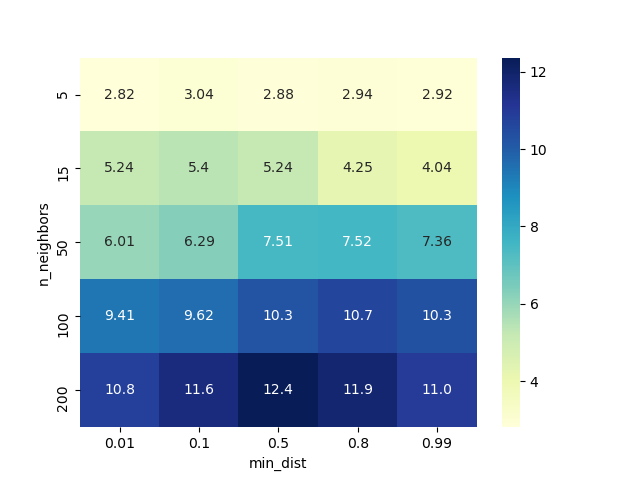 5 2.82 3.04 2.88 2.94 2.92
15 5.24 5.4 5.24 4.25 4.04
50 6.01 6.29 7.51 7.52 7.36
100 9.41 9.62 10.3 10.7 10.3
200 10.8 11.6 12.4 11.9 11.0
n_neighbors
0.01 0.1 0.5 0.8 0.99
min_dist
12
10
8
6
4